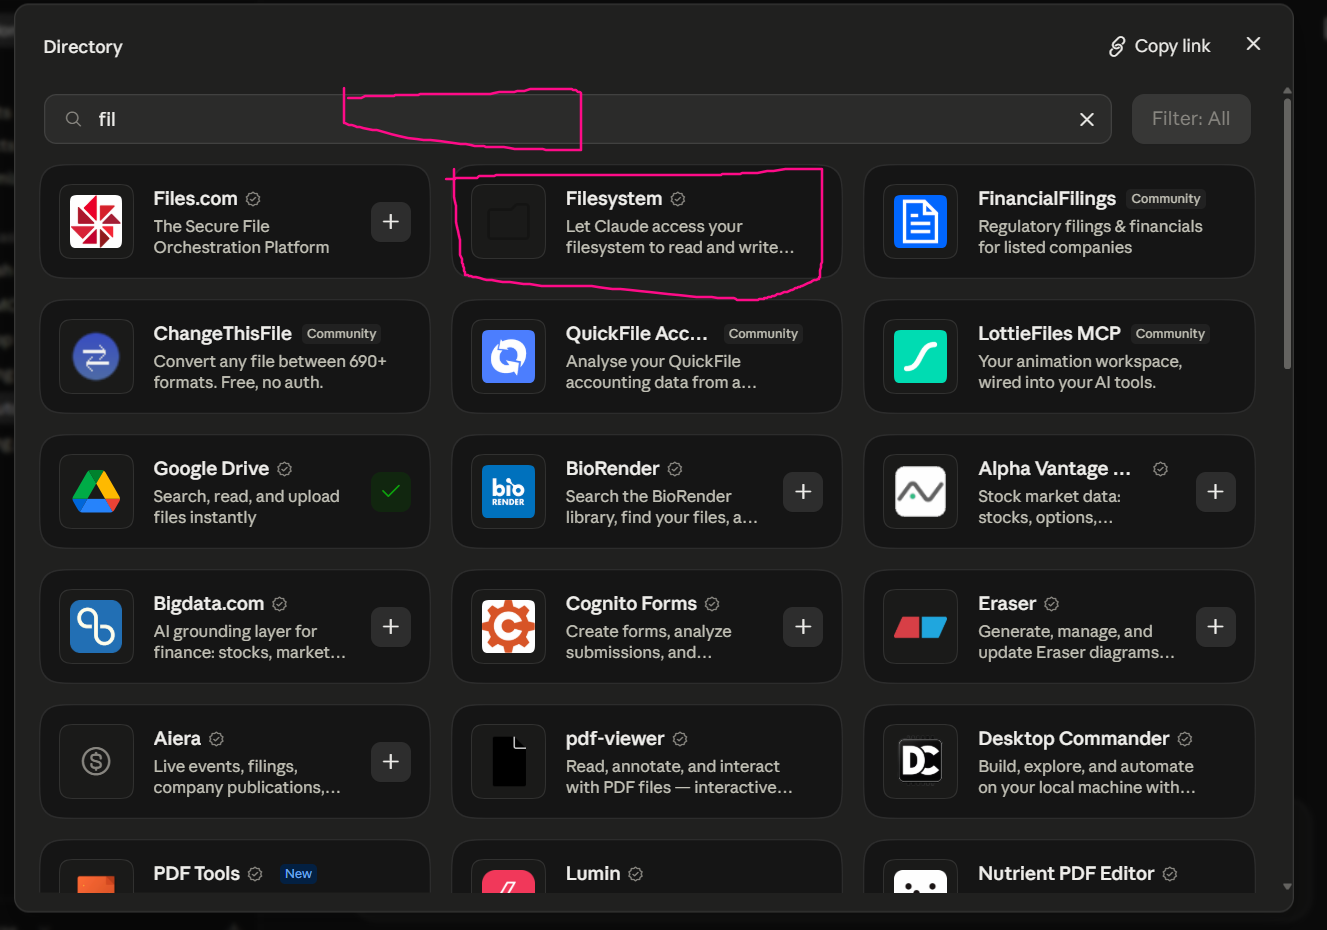 Directory
Copy link
fil
Filter: All
Files.com
The Secure File
Orchestration Platform
Filesystem
Let Claude access your
filesystem to read and write...
FinancialFilings Community
Regulatory filings & financials
for listed companies
ChangeThisFile Community
Convert any file between 690+
formats. Free, no auth.
QuickFile Acc... Community
Analyse your QuickFile
accounting data from a...
LottieFiles MCP Community
Your animation workspace,
wired into your AI tools.
Google Drive
Search, read, and upload
files instantly
bio
RENDER
BioRender
Search the BioRender
library, find your files, a...
Alpha Vantage ...
Stock market data:
stocks, options,...
Bigdata.com
AI grounding layer for
finance: stocks, market...
Cognito Forms
Create forms, analyze
submissions, and...
Eraser
Generate, manage, and
update Eraser diagrams...
Aiera
Live events, filings,
company publications,...
pdf-viewer
Read, annotate, and interact
with PDF files — interactive...
DC
Desktop Commander
Build, explore, and automate
on your local machine with...
PDF Tools New
Lumin
Nutrient PDF Editor